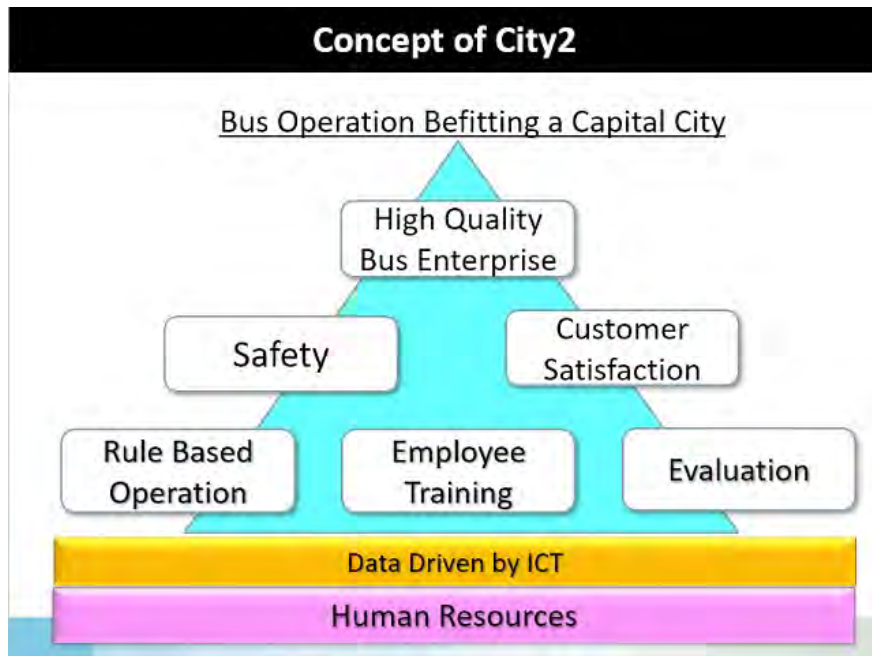 Concept of City2
Bus Operation Befitting a Capital City
High Quality
Bus Enterprise
Safety
Customer
Satisfaction
Rule Based
Operation
Employee
Training
Evaluation
Data Driven by ICT
Human Resources